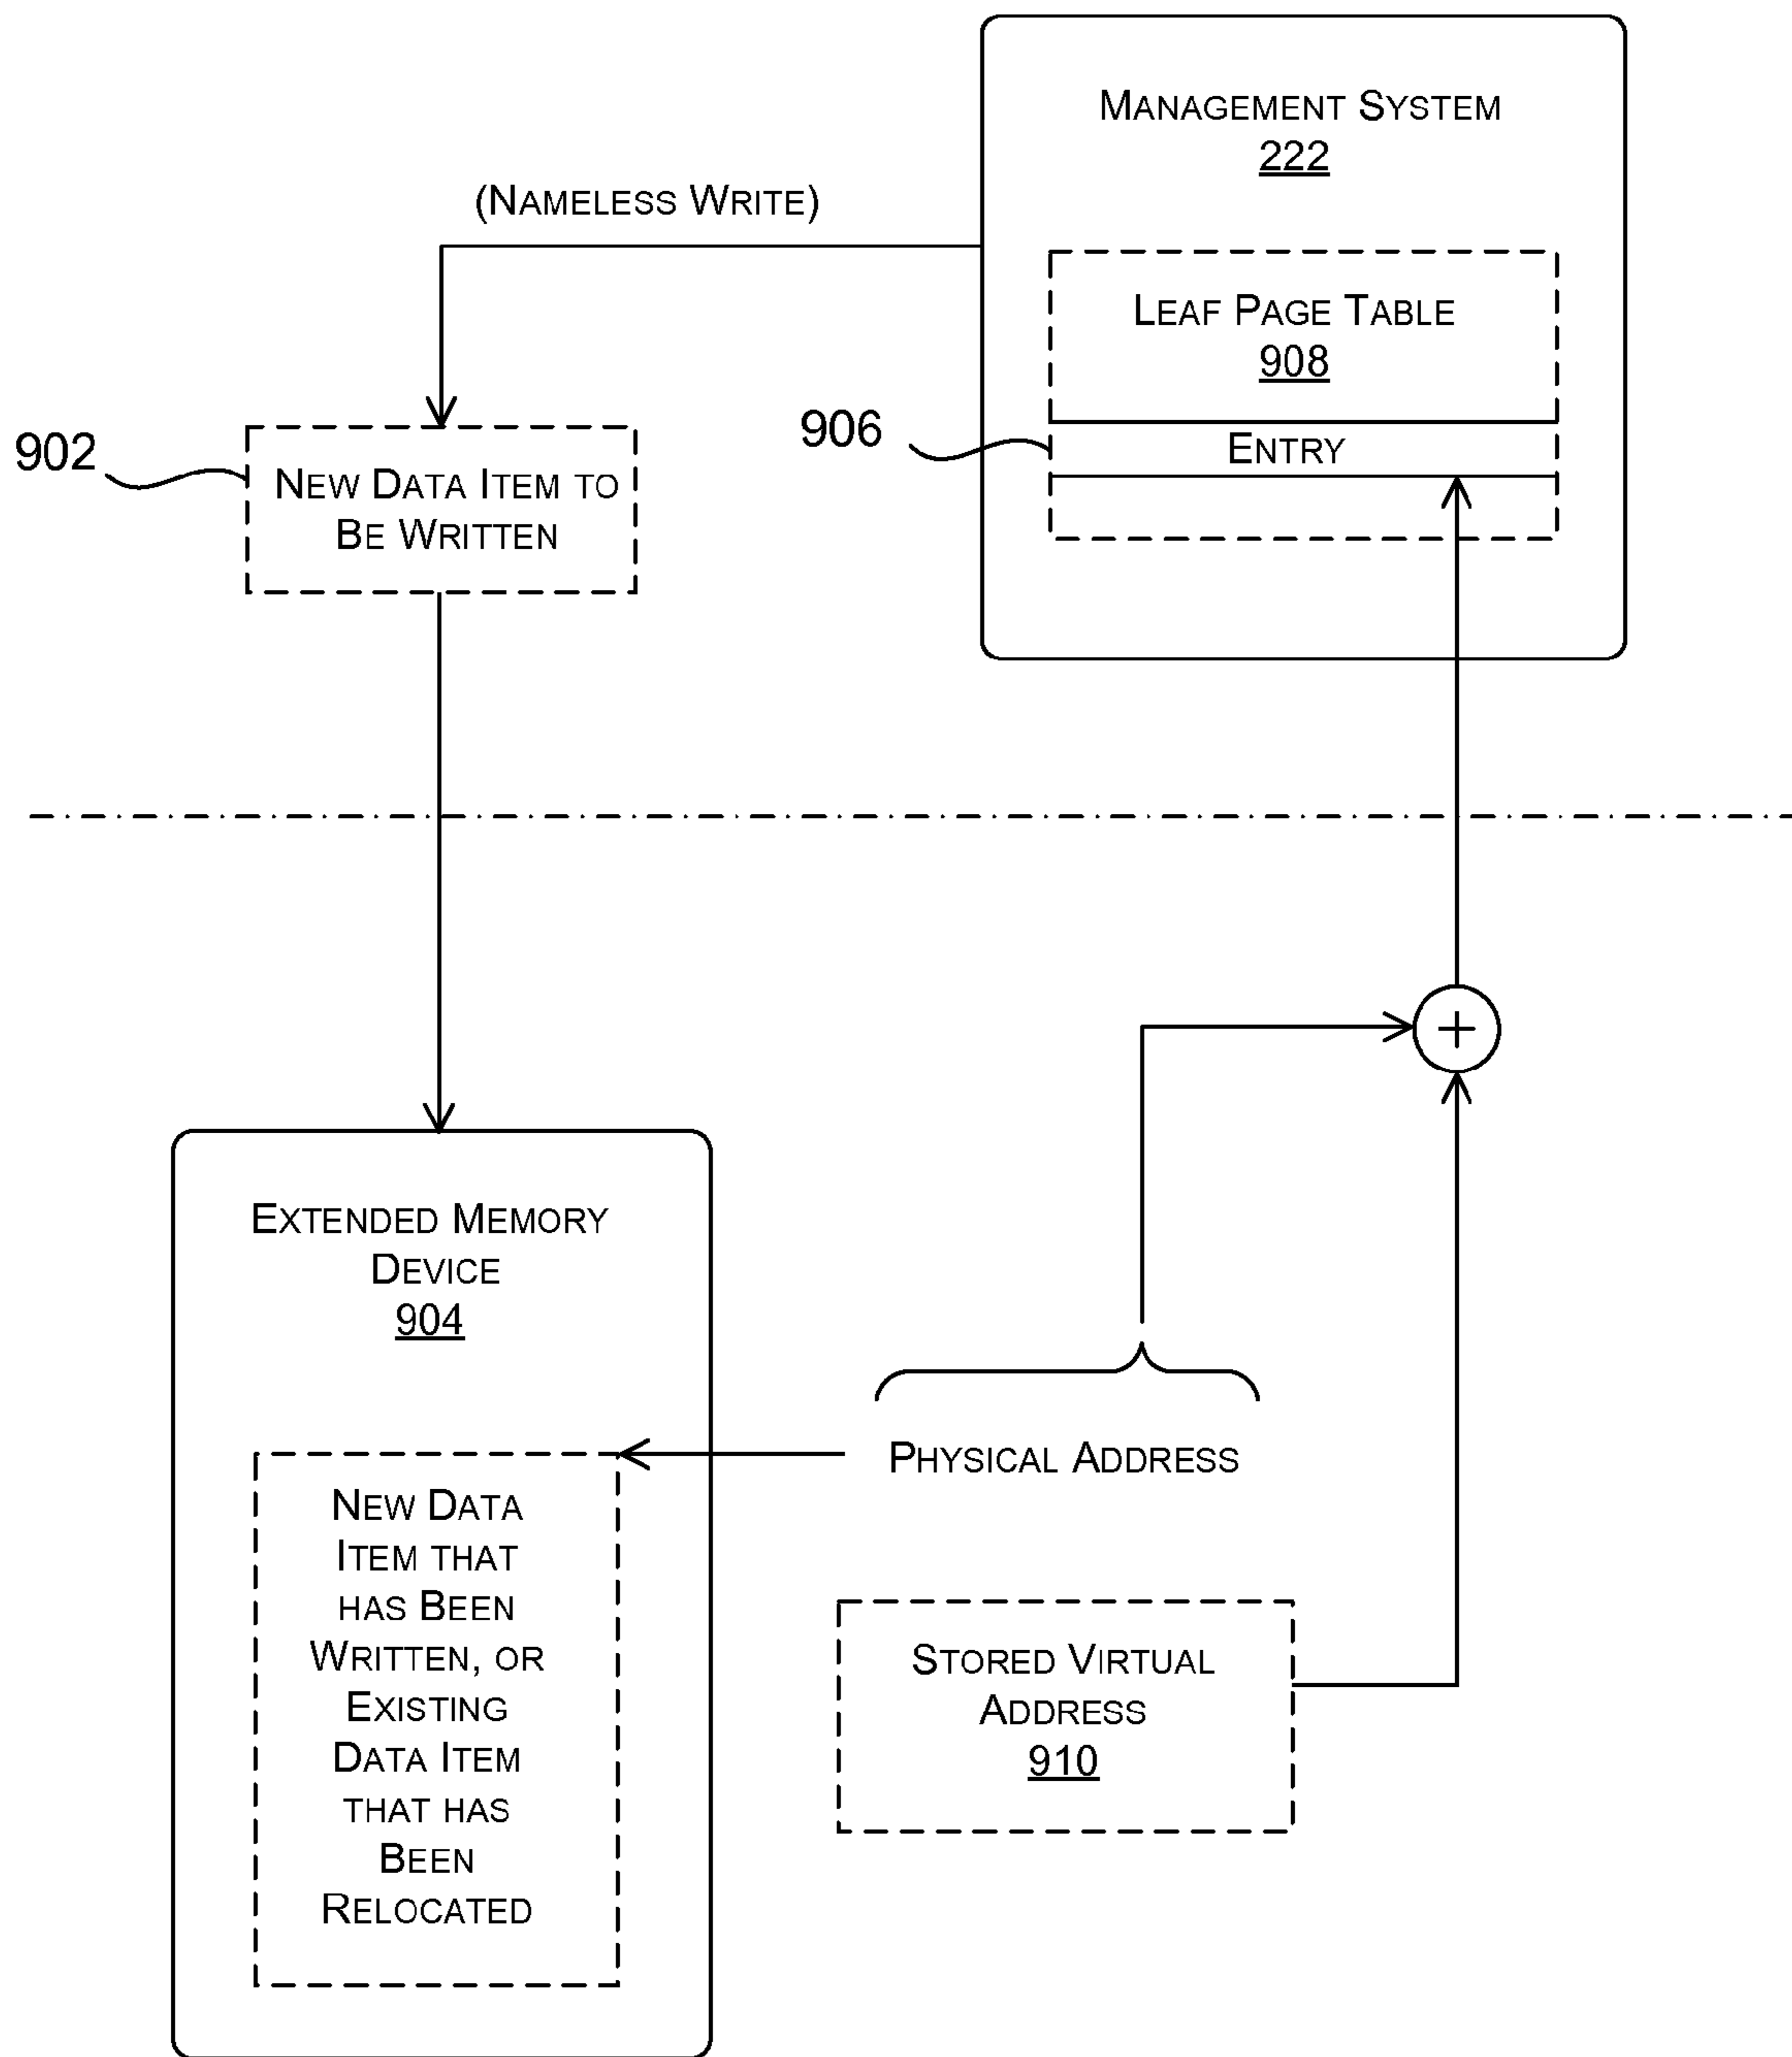 Management System
222
(Nameless Write)
Leaf Page Table
908
906
Entry
902
New Data Item to
Be Written
Extended Memory
Device
904
Physical Address
New Data
Item that
has Been
Written, or
Existing
Data Item
that has
Been
Relocated
Stored Virtual
Address
910
+